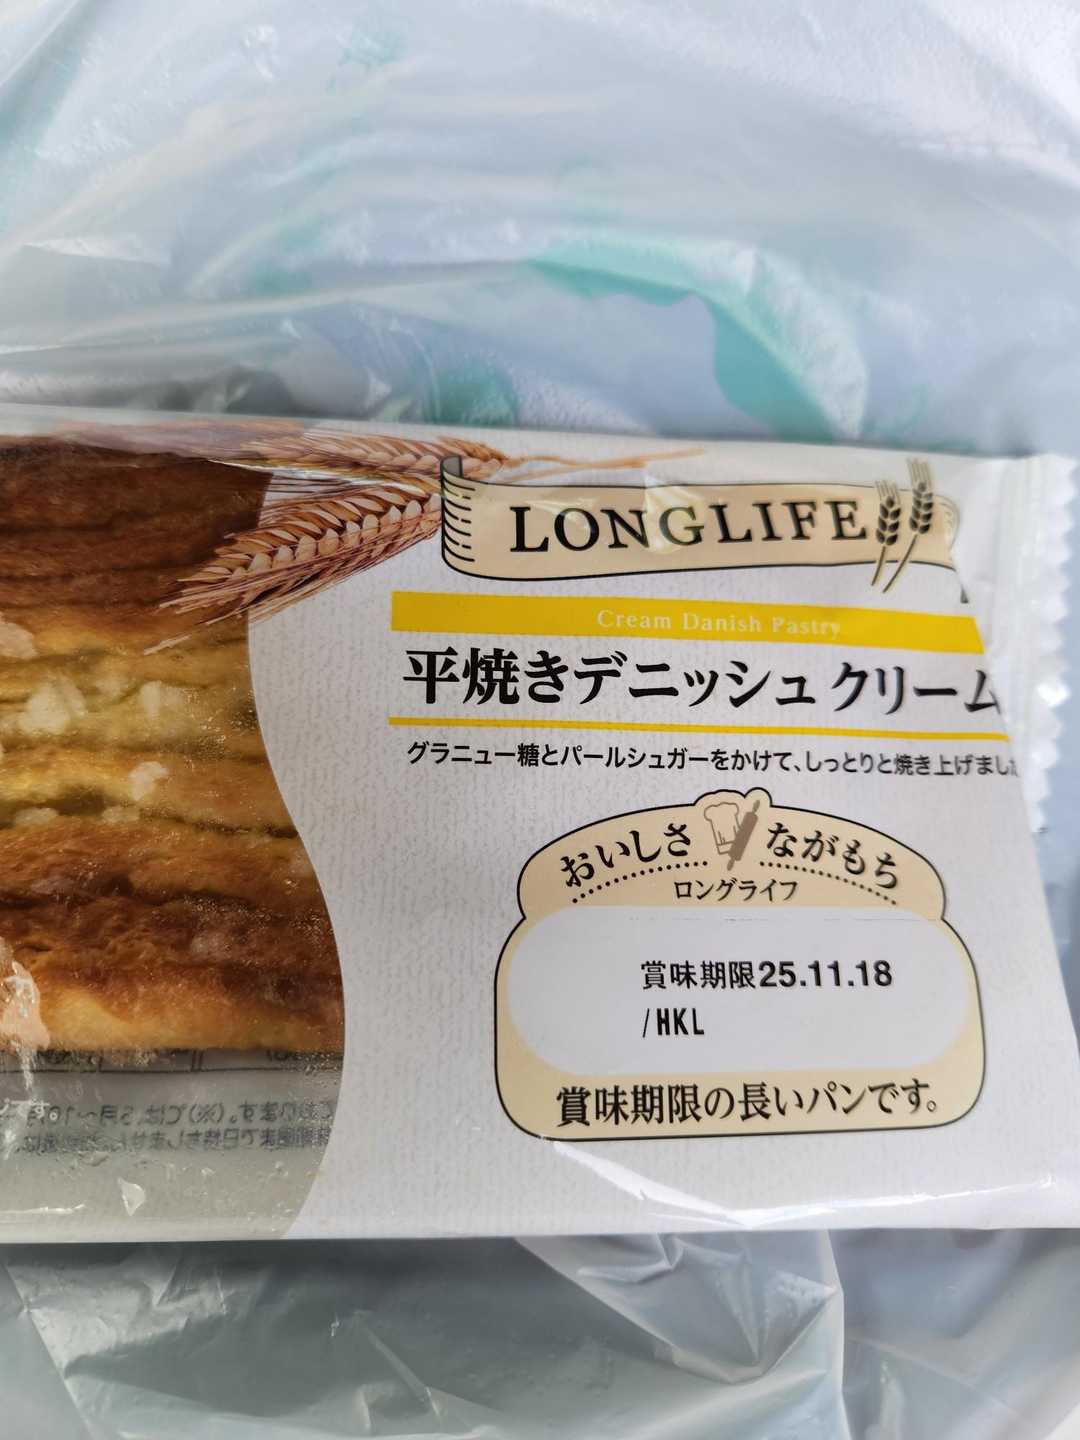 LONGLIFE
Cream Danish Pastry
平焼きデニッシュ クリーム
グラニュー糖とパールシュガーをかけて、しっとりと焼き上げました
おいしさ ながもち
ロングライフ
賞味期限25.11.18
/HKL
賞味期限の長いパンです。